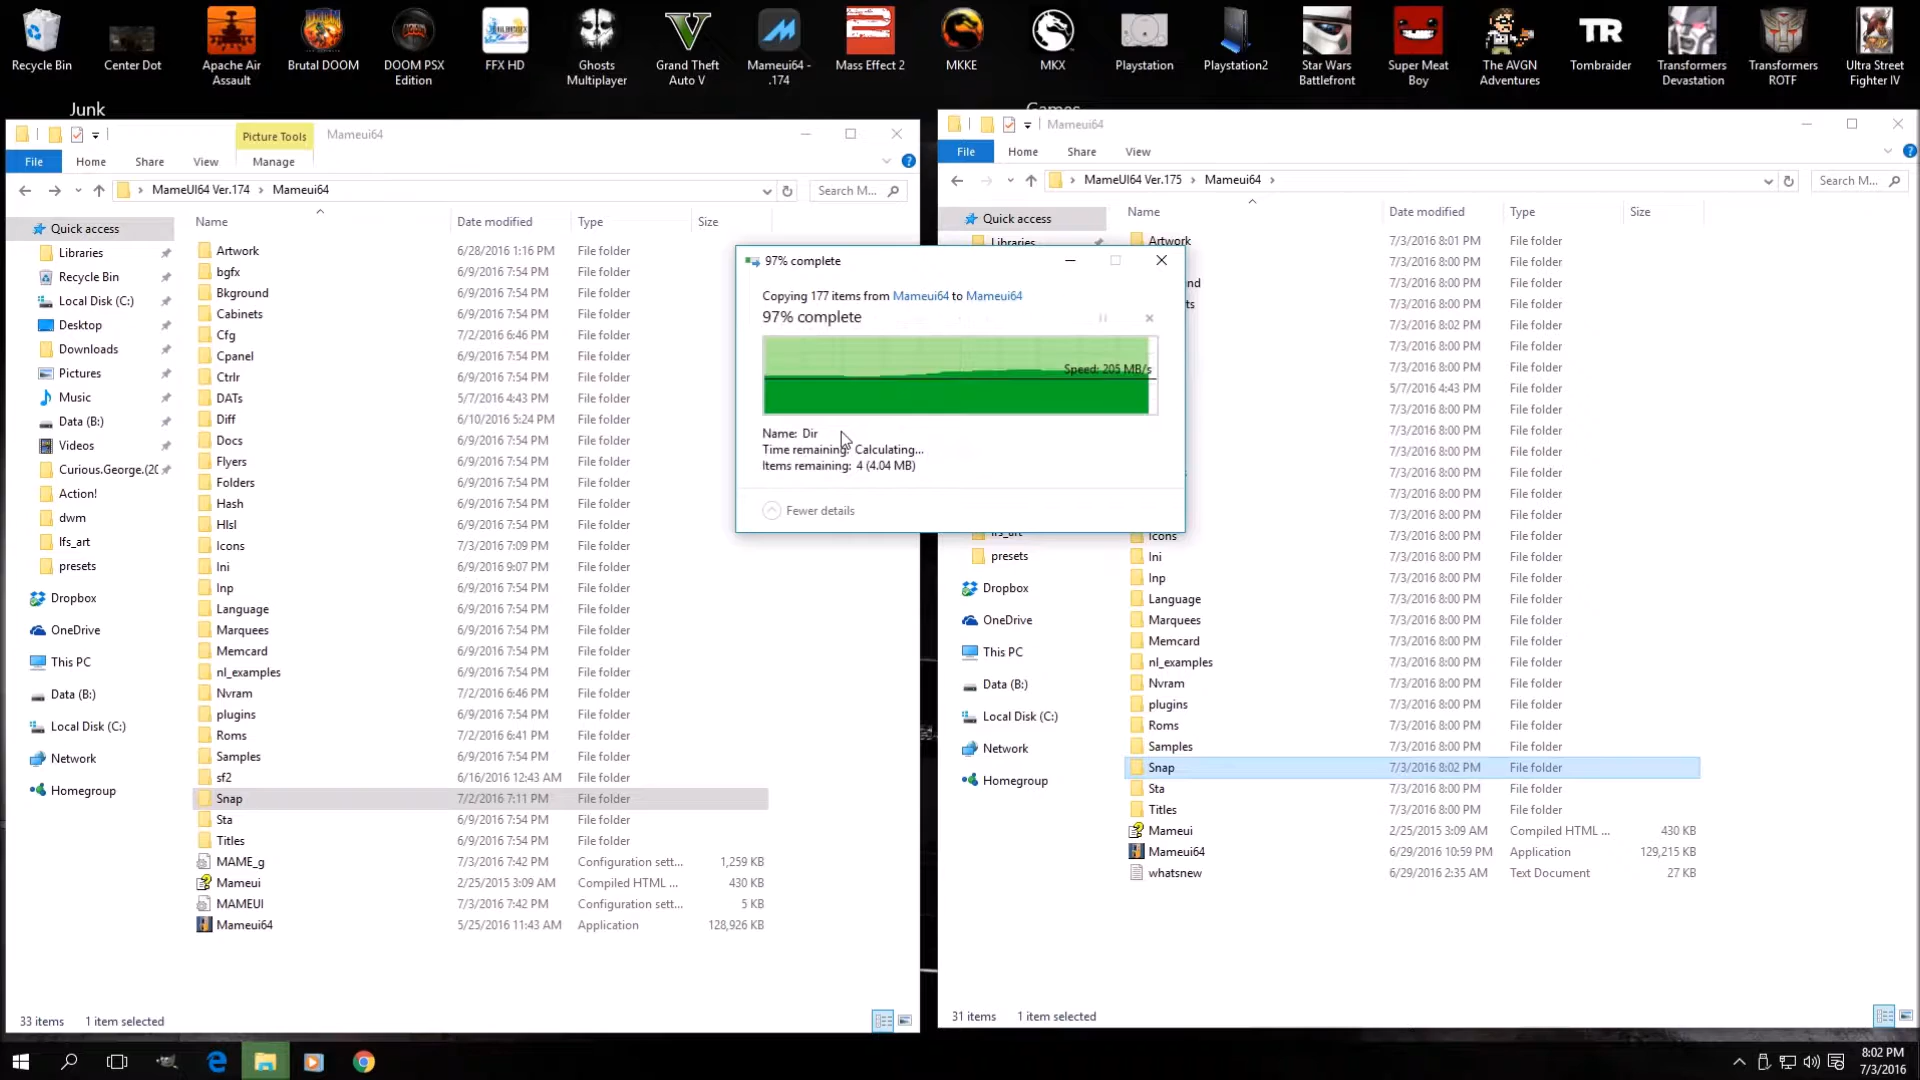 Recycle Bin
Center Dot
Apache Air
Assault
Brutal DOOM
DOOM PSX
Edition
FFX HD
Ghosts
Multiplayer
Grand Theft
Auto V
Mameui64 -
.174
Mass Effect 2
MKKE
MKX
Playstation
Playstation2
Star Wars
Battlefront
Super Meat
Boy
The AVGN
Adventures
TR
Tombraider
Transformers
Devastation
Transformers
ROTF
Ultra Street
Fighter IV
Junk
Games
Picture Tools
Mameui64
File
Home
Share
View
Manage
MameUI64 Ver.174 > Mameui64
Search M...
Name
Date modified
Type
Size
Quick access
Libraries
Recycle Bin
Local Disk (C:)
Desktop
Downloads
Pictures
Music
Data (B:)
Videos
Curious.George.(20
Action!
dwm
lfs_art
presets
Dropbox
OneDrive
This PC
Data (B:)
Local Disk (C:)
Network
Homegroup
Artwork 6/28/2016 1:16 PM File folder
bgfx 6/9/2016 7:54 PM File folder
Bkground 6/9/2016 7:54 PM File folder
Cabinets 6/9/2016 7:54 PM File folder
Cfg 7/2/2016 6:46 PM File folder
Cpanel 6/9/2016 7:54 PM File folder
Ctrlr 6/9/2016 7:54 PM File folder
DATs 5/7/2016 4:43 PM File folder
Diff 6/10/2016 5:24 PM File folder
Docs 6/9/2016 7:54 PM File folder
Flyers 6/9/2016 7:54 PM File folder
Folders 6/9/2016 7:54 PM File folder
Hash 6/9/2016 7:54 PM File folder
Hlsl 6/9/2016 7:54 PM File folder
Icons 7/3/2016 7:09 PM File folder
Ini 6/9/2016 9:07 PM File folder
Inp 6/9/2016 7:54 PM File folder
Language 6/9/2016 7:54 PM File folder
Marquees 6/9/2016 7:54 PM File folder
Memcard 6/9/2016 7:54 PM File folder
nl_examples 6/9/2016 7:54 PM File folder
Nvram 7/2/2016 6:46 PM File folder
plugins 6/9/2016 7:54 PM File folder
Roms 7/2/2016 6:41 PM File folder
Samples 6/9/2016 7:54 PM File folder
sf2 6/16/2016 12:43 AM File folder
Snap 7/2/2016 7:11 PM File folder
Sta 6/9/2016 7:54 PM File folder
Titles 6/9/2016 7:54 PM File folder
MAME_g 7/3/2016 7:42 PM Configuration sett... 1,259 KB
Mameui 2/25/2015 3:09 AM Compiled HTML ... 430 KB
MAMEUI 7/3/2016 7:42 PM Configuration sett... 5 KB
Mameui64 5/25/2016 11:43 AM Application 128,926 KB
33 items 1 item selected
97% complete
Copying 177 items from Mameui64 to Mameui64
97% complete
Speed: 205 MB/s
Name: Dir
Time remaining: Calculating...
Items remaining: 4 (4.04 MB)
Fewer details
Mameui64
File
Home
Share
View
MameUI64 Ver.175 > Mameui64 >
Search M...
Name
Date modified
Type
Size
Quick access
Libraries
lfs_art
presets
Dropbox
OneDrive
This PC
Data (B:)
Local Disk (C:)
Network
Homegroup
Artwork 7/3/2016 8:01 PM File folder
7/3/2016 8:00 PM File folder
nd 7/3/2016 8:00 PM File folder
ts 7/3/2016 8:00 PM File folder
7/3/2016 8:02 PM File folder
7/3/2016 8:00 PM File folder
7/3/2016 8:00 PM File folder
5/7/2016 4:43 PM File folder
7/3/2016 8:00 PM File folder
7/3/2016 8:00 PM File folder
7/3/2016 8:00 PM File folder
7/3/2016 8:00 PM File folder
7/3/2016 8:00 PM File folder
7/3/2016 8:00 PM File folder
Icons 7/3/2016 8:00 PM File folder
Ini 7/3/2016 8:00 PM File folder
Inp 7/3/2016 8:00 PM File folder
Language 7/3/2016 8:00 PM File folder
Marquees 7/3/2016 8:00 PM File folder
Memcard 7/3/2016 8:00 PM File folder
nl_examples 7/3/2016 8:00 PM File folder
Nvram 7/3/2016 8:00 PM File folder
plugins 7/3/2016 8:00 PM File folder
Roms 7/3/2016 8:00 PM File folder
Samples 7/3/2016 8:00 PM File folder
Snap 7/3/2016 8:02 PM File folder
Sta 7/3/2016 8:00 PM File folder
Titles 7/3/2016 8:00 PM File folder
Mameui 2/25/2015 3:09 AM Compiled HTML ... 430 KB
Mameui64 6/29/2016 10:59 PM Application 129,215 KB
whatsnew 6/29/2016 2:35 AM Text Document 27 KB
31 items 1 item selected
8:02 PM
7/3/2016